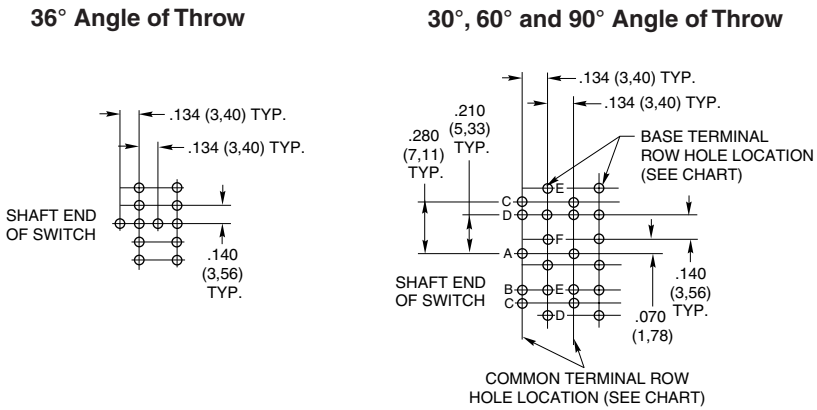 36° Angle of Throw
.134 (3,40) TYP.
.134 (3,40) TYP.
SHAFT END
OF SWITCH
.140
(3,56)
TYP.
30°, 60° and 90° Angle of Throw
.134 (3,40) TYP.
.134 (3,40) TYP.
.210
(5,33)
TYP.
.280
(7,11)
TYP.
BASE TERMINAL
ROW HOLE LOCATION
(SEE CHART)
E
C
D
F
A
SHAFT END
OF SWITCH
B
E
C
D
.140
(3,56)
TYP.
.070
(1,78)
COMMON TERMINAL ROW
HOLE LOCATION (SEE CHART)